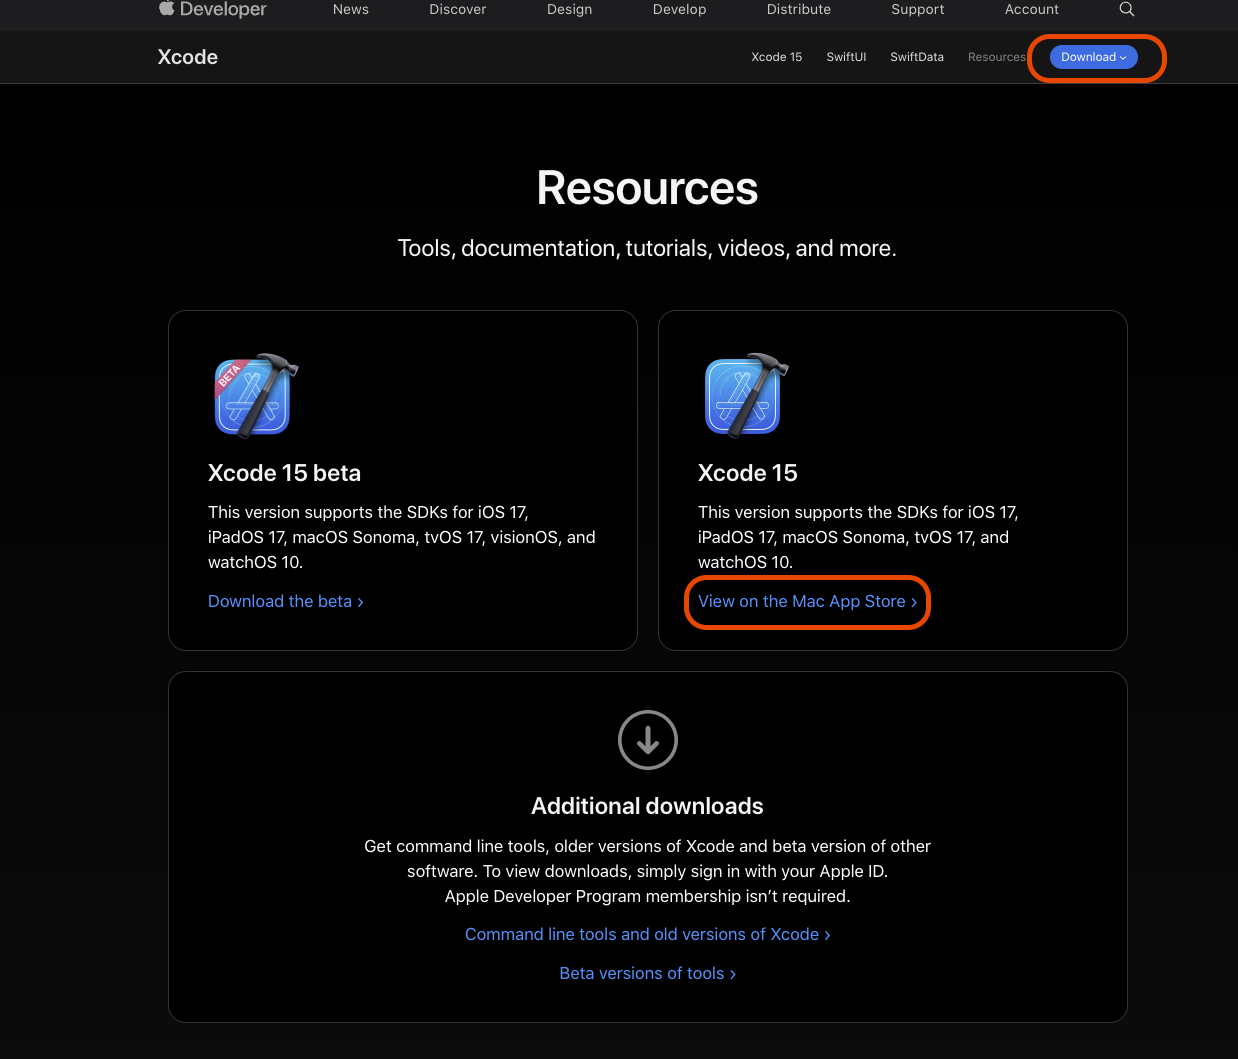 Developer
News
Discover
Design
Develop
Distribute
Support
Account
Xcode
Xcode 15
SwiftUI
SwiftData
Resources
Download
Resources
Tools, documentation, tutorials, videos, and more.
BETA
Xcode 15 beta
This version supports the SDKs for iOS 17,
iPadOS 17, macOS Sonoma, tvOS 17, visionOS, and
watchOS 10.
Download the beta ›
Xcode 15
This version supports the SDKs for iOS 17,
iPadOS 17, macOS Sonoma, tvOS 17, and
watchOS 10.
View on the Mac App Store ›
Additional downloads
Get command line tools, older versions of Xcode and beta version of other
software. To view downloads, simply sign in with your Apple ID.
Apple Developer Program membership isn’t required.
Command line tools and old versions of Xcode ›
Beta versions of tools ›